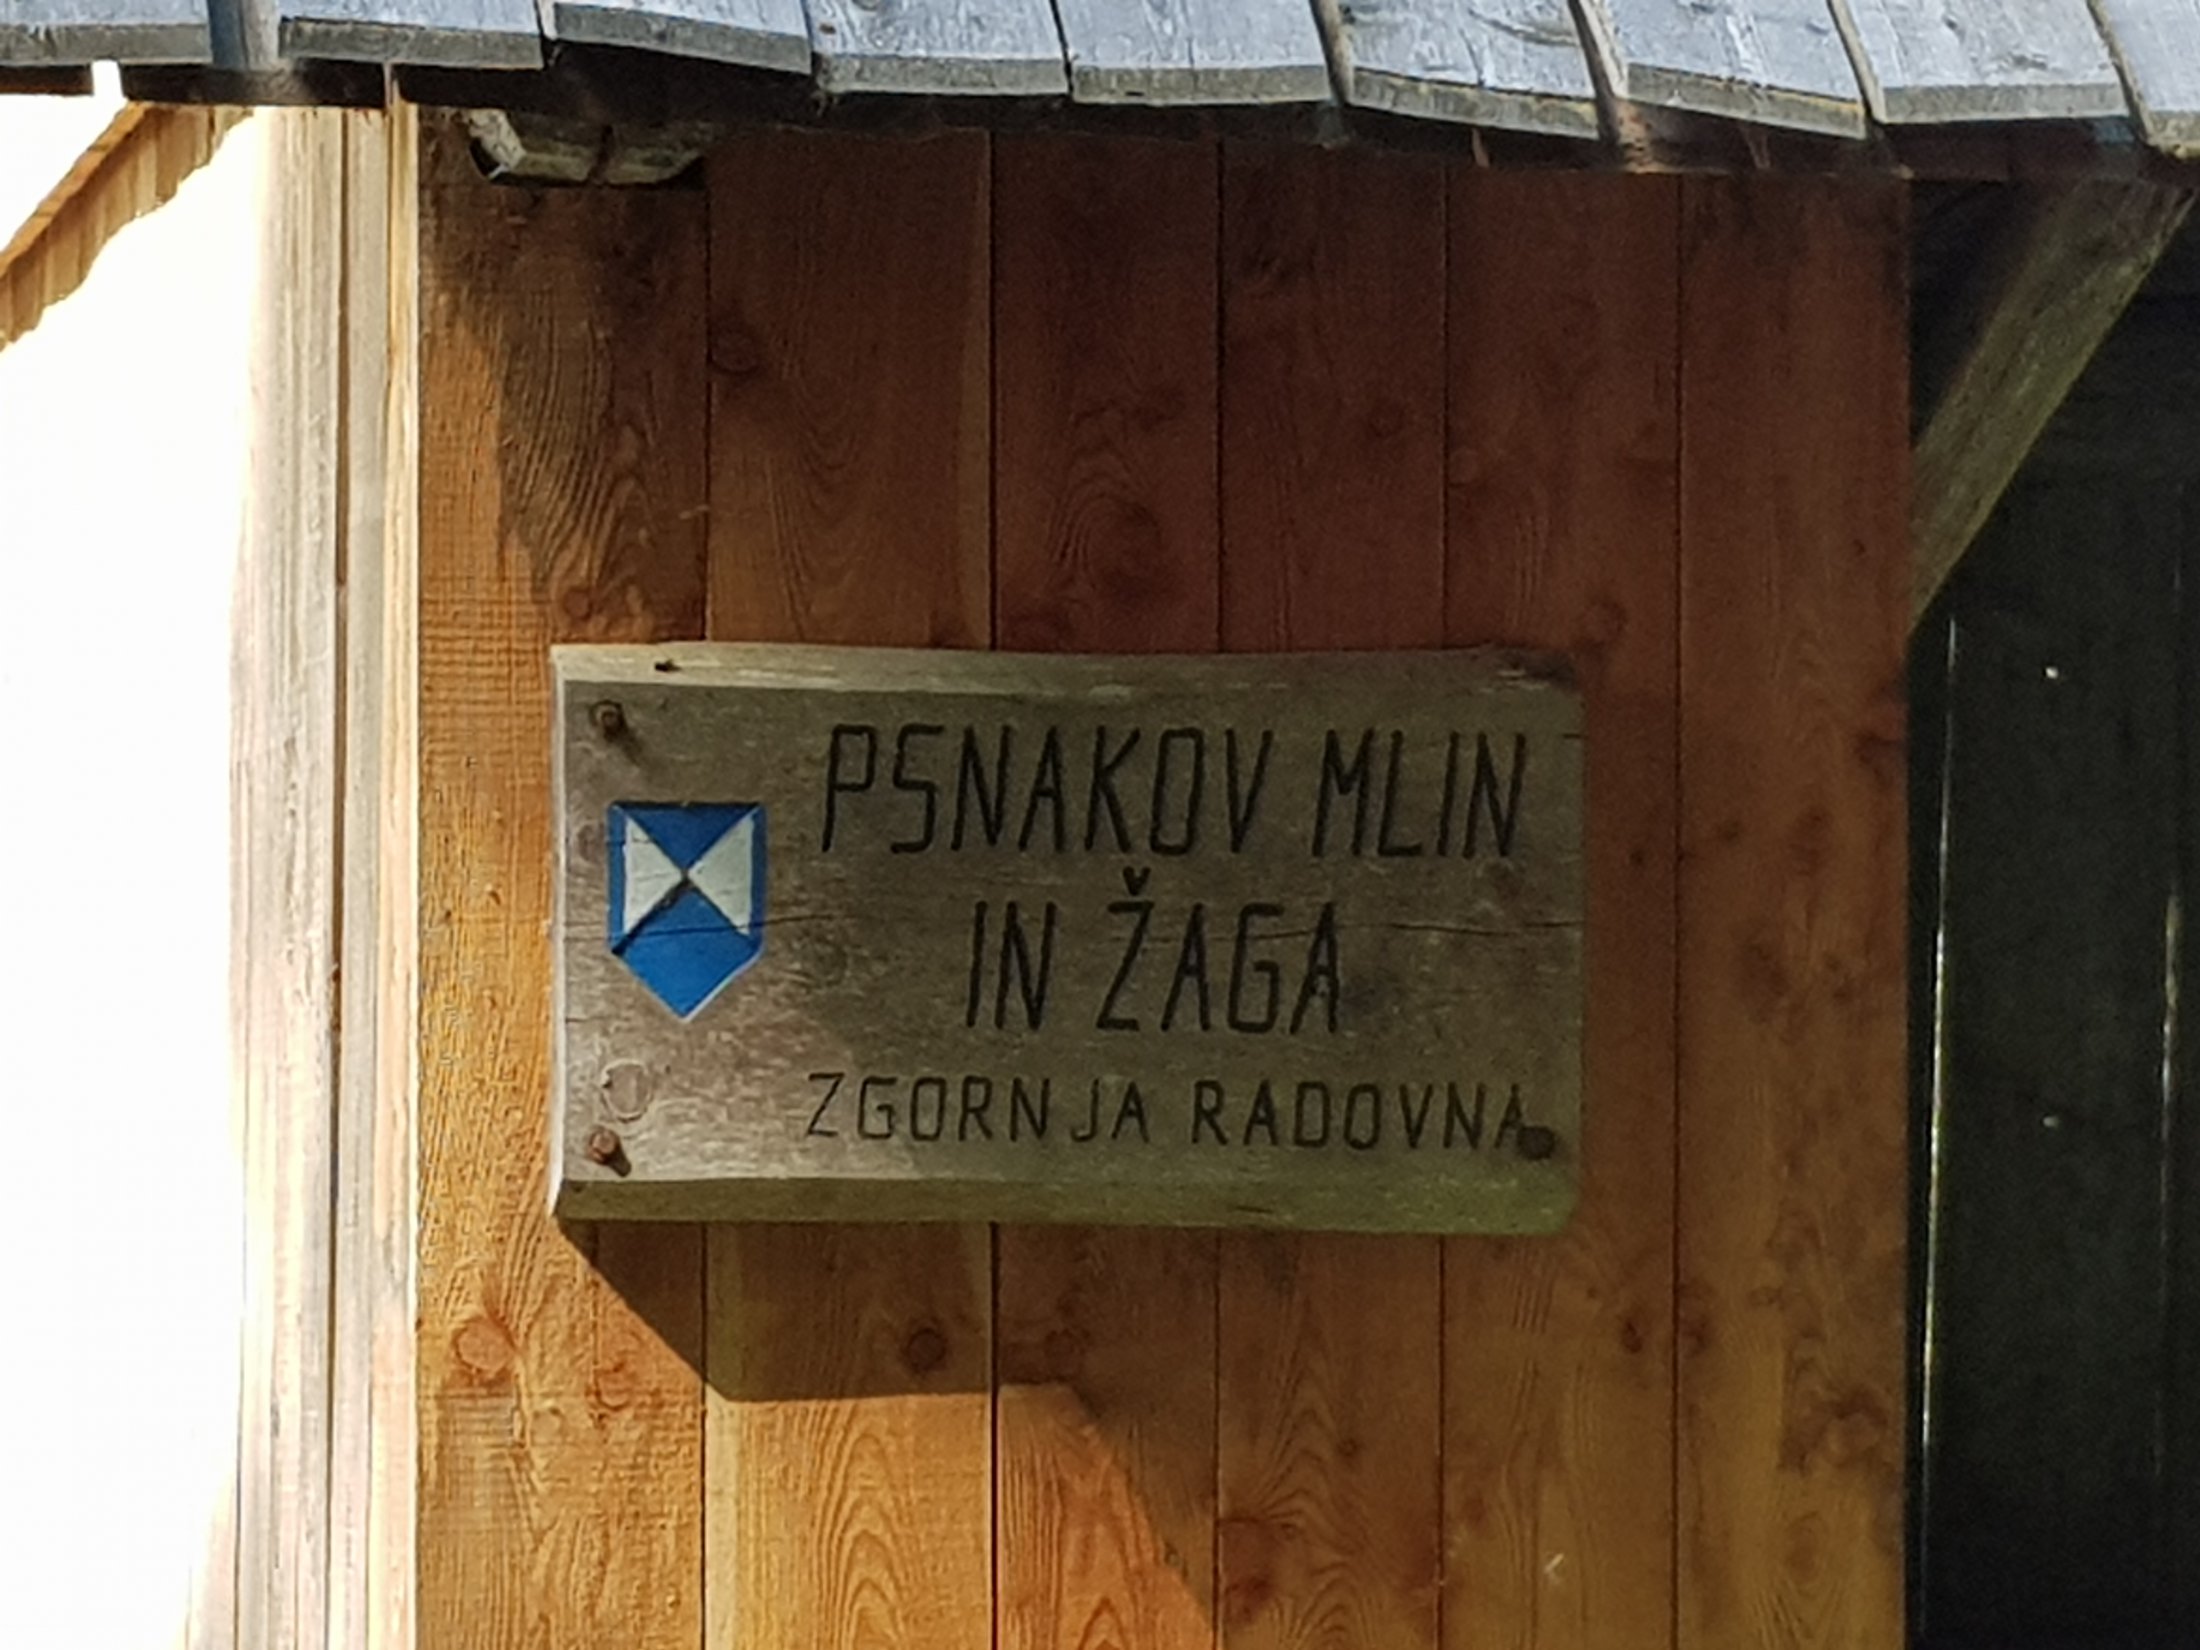 PSNAKOV MLIN
IN ŽAGA
ZGORNJA RADOVNA